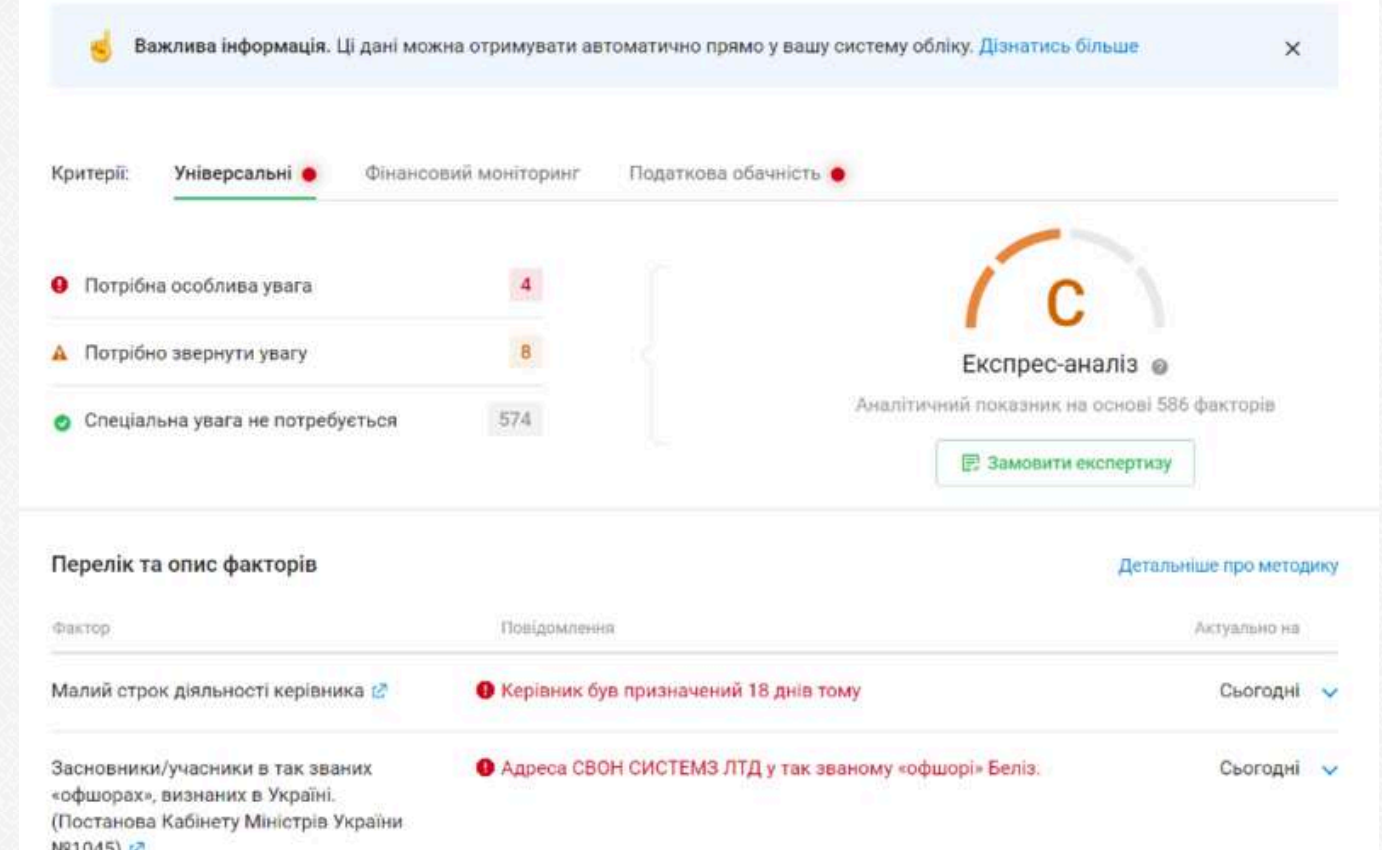 Важлива інформація. Ці дані можна отримувати автоматично прямо у вашу систему обліку. Дізнатись більше
Критерії: Універсальні Фінансовий моніторинг Податкова обачність
Потрібна особлива увага 4
Потрібно звернути увагу 8
Спеціальна увага не потребується 574
C
Експрес-аналіз
Аналітичний показник на основі 586 факторів
Замовити експертизу
Перелік та опис факторів Детальніше про методику
Фактор Повідомлення Актуально на
Малий строк діяльності керівника Керівник був призначений 18 днів тому Сьогодні
Засновники/учасники в так званих Адреса СВОН СИСТЕМЗ ЛТД у так званому «офшорі» Беліз. Сьогодні
«офшорах», визнаних в Україні.
(Постанова Кабінету Міністрів України
№1045)